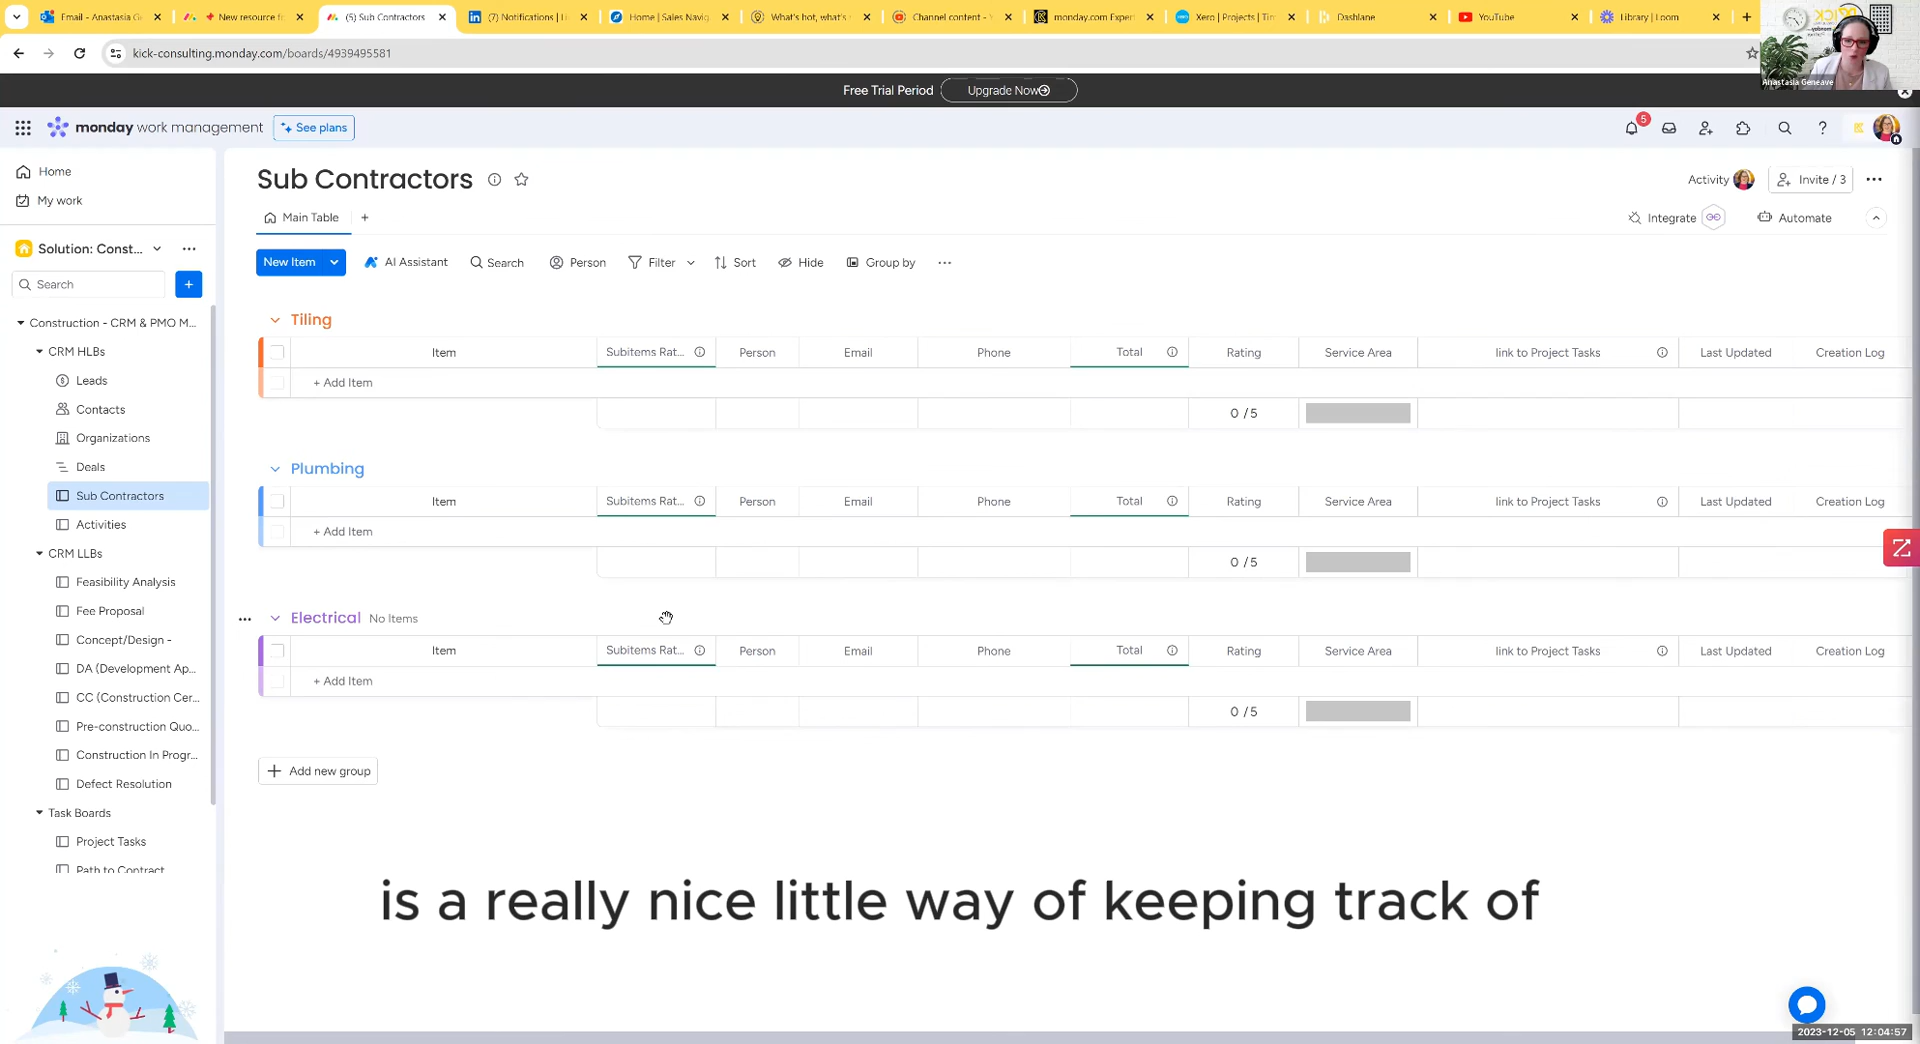 Email - Anastasia Ge
New resource f
(5) Sub Contractors
(7) Notifications | Li
Home | Sales Navig
What's hot, what's
Channel content - Y
monday.com Exper
Xero | Projects | Tim
Dashlane
YouTube
Library | Loom
kick-consulting.monday.com/boards/4939495581
Anastasia Geneave
Free Trial Period Upgrade Now
monday work management See plans
5
Home
My work
Solution: Const...
Search
Construction - CRM & PMO M...
CRM HLBs
Leads
Contacts
Organizations
Deals
Sub Contractors
Activities
CRM LLBs
Feasibility Analysis
Fee Proposal
Concept/Design -
DA (Development Ap...
CC (Construction Cer...
Pre-construction Quo...
Construction In Progr...
Defect Resolution
Task Boards
Project Tasks
Path to Contract
Sub Contractors
Activity Invite / 3
Main Table
Integrate Automate
New Item AI Assistant Search Person Filter Sort Hide Group by
Tiling
Item Subitems Rat... Person Email Phone Total Rating Service Area link to Project Tasks Last Updated Creation Log
+ Add Item
0 / 5
Plumbing
Item Subitems Rat... Person Email Phone Total Rating Service Area link to Project Tasks Last Updated Creation Log
+ Add Item
0 / 5
Electrical No Items
Item Subitems Rat... Person Email Phone Total Rating Service Area link to Project Tasks Last Updated Creation Log
+ Add Item
0 / 5
+ Add new group
is a really nice little way of keeping track of
2023-12-05 12:04:57